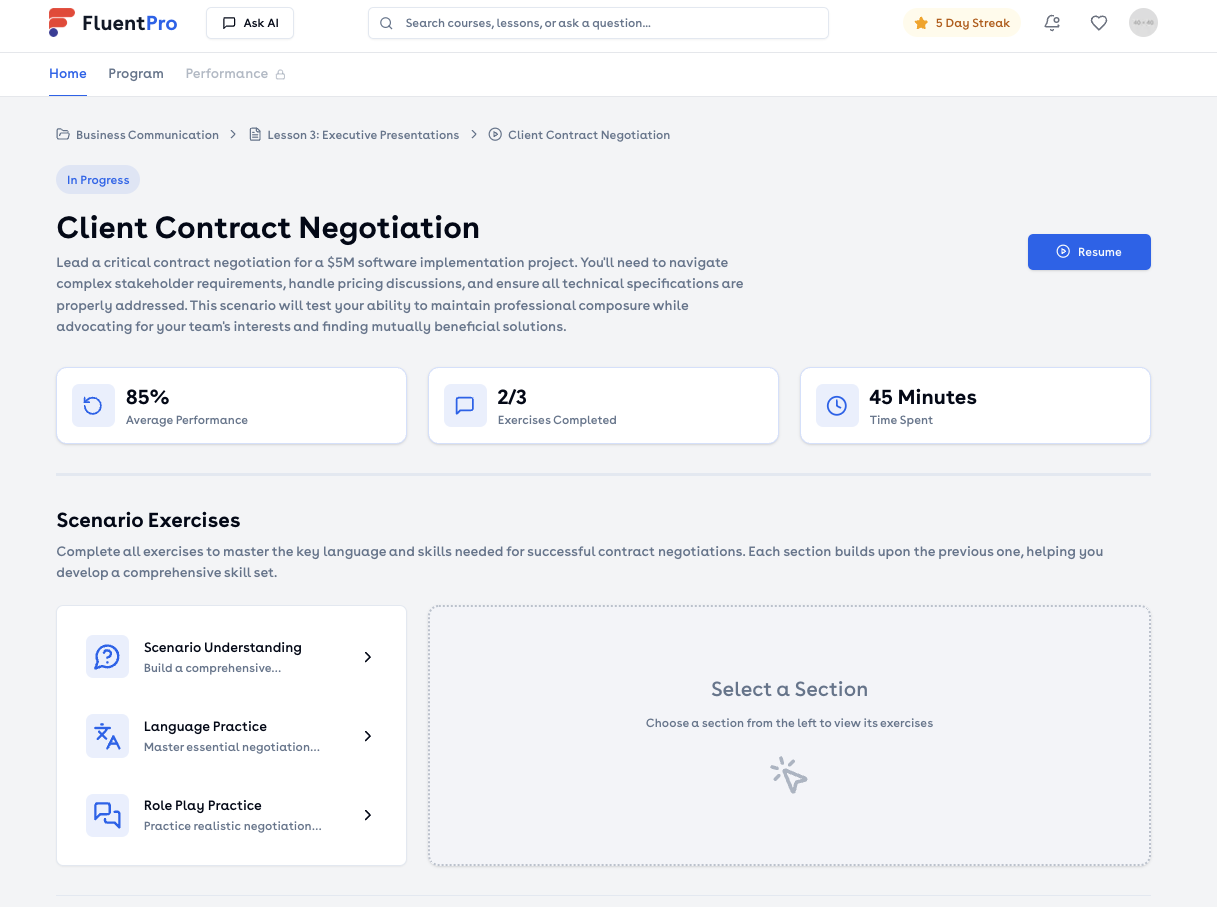 FluentPro
Ask AI
Search courses, lessons, or ask a question...
5 Day Streak
Home
Program
Performance
Business Communication
Lesson 3: Executive Presentations
Client Contract Negotiation
In Progress
Client Contract Negotiation
Lead a critical contract negotiation for a $5M software implementation project. You'll need to navigate
complex stakeholder requirements, handle pricing discussions, and ensure all technical specifications are
properly addressed. This scenario will test your ability to maintain professional composure while
advocating for your team's interests and finding mutually beneficial solutions.
Resume
85%
Average Performance
2/3
Exercises Completed
45 Minutes
Time Spent
Scenario Exercises
Complete all exercises to master the key language and skills needed for successful contract negotiations. Each section builds upon the previous one, helping you
develop a comprehensive skill set.
Scenario Understanding
Build a comprehensive...
Language Practice
Master essential negotiation...
Role Play Practice
Practice realistic negotiation...
Select a Section
Choose a section from the left to view its exercises